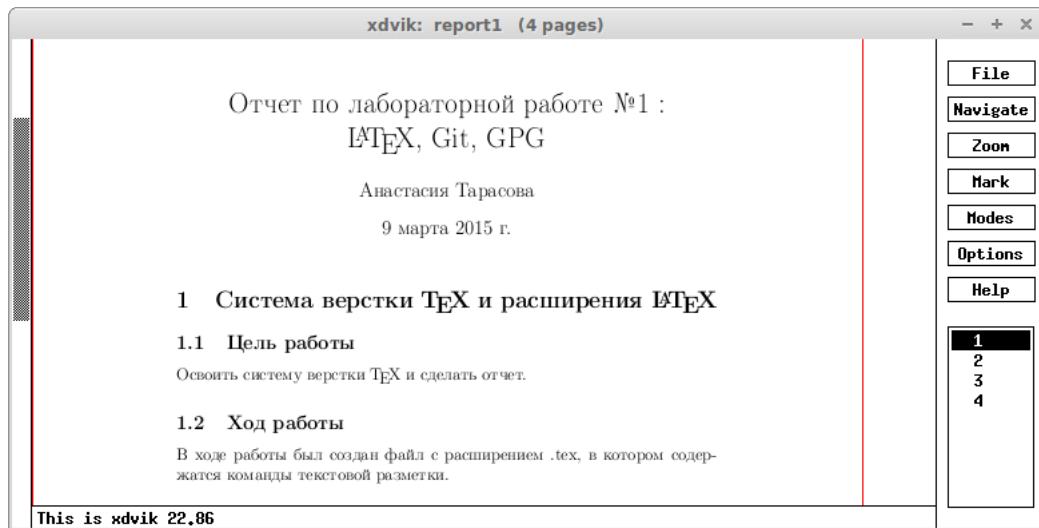 xdvik: report1 (4 pages)
Отчет по лабораторной работе №1 :
LATEX, Git, GPG
Анастасия Тарасова
9 марта 2015 г.
1 Система верстки TEX и расширения LATEX
1.1 Цель работы
Освоить систему верстки TEX и сделать отчет.
1.2 Ход работы
В ходе работы был создан файл с расширением .tex, в котором содер-
жатся команды текстовой разметки.
File
Navigate
Zoom
Mark
Modes
Options
Help
1
2
3
4
This is xdvik 22.86